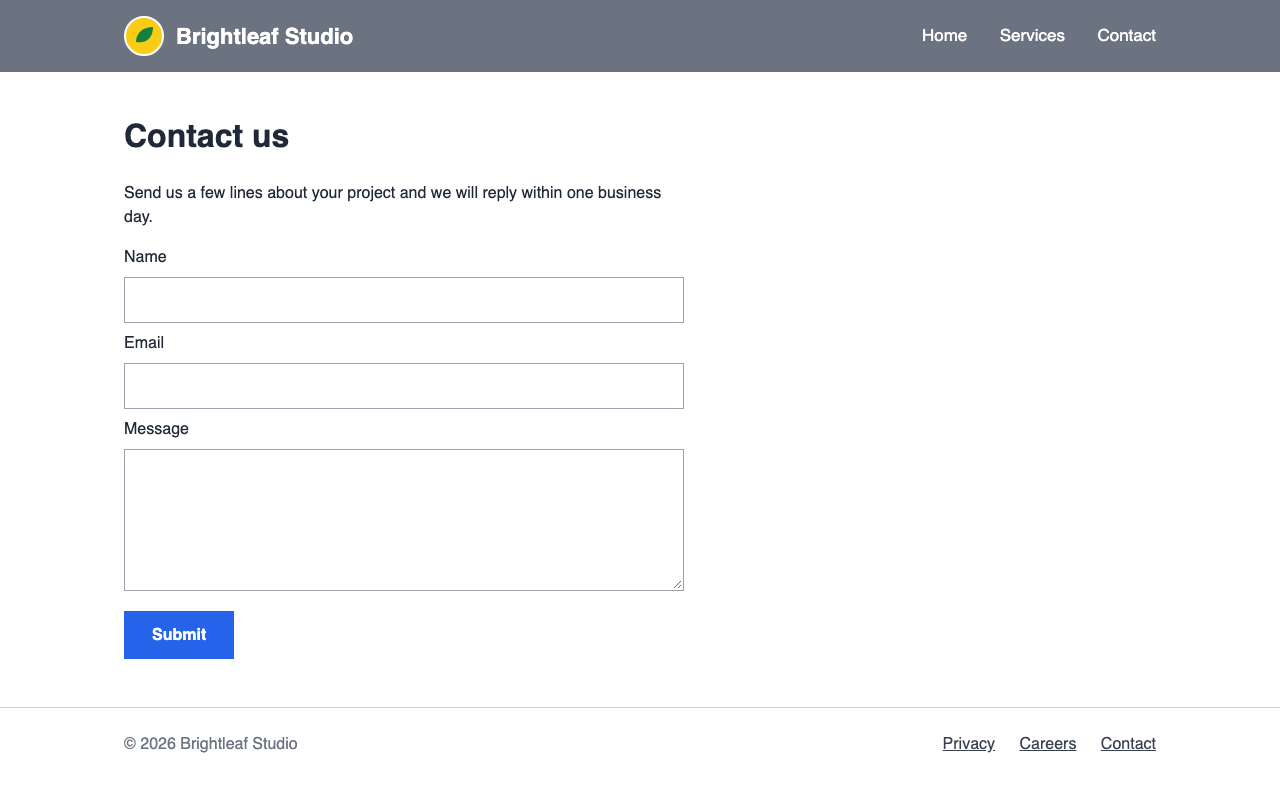 Brightleaf Studio
Home Services Contact
Contact us
Send us a few lines about your project and we will reply within one business
day.
Name
Email
Message
Submit
© 2026 Brightleaf Studio
Privacy Careers Contact